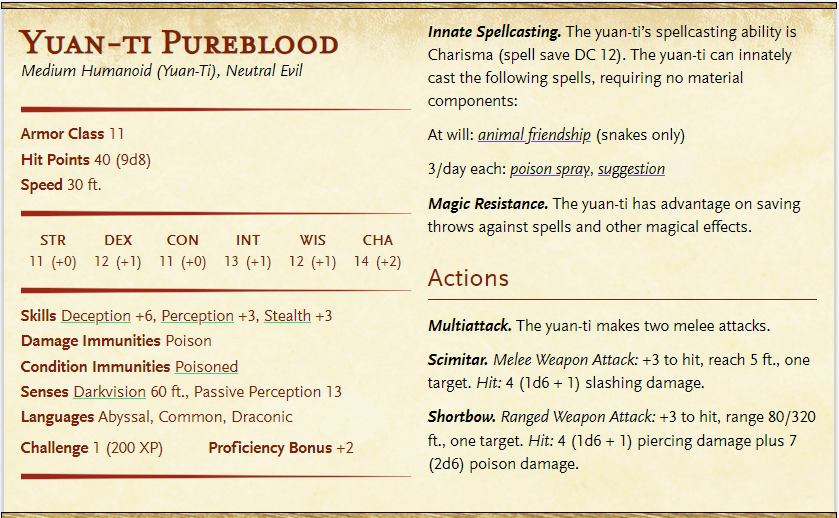 Yuan-ti Pureblood
Medium Humanoid (Yuan-Ti), Neutral Evil
Armor Class 11
Hit Points 40 (9d8)
Speed 30 ft.
STR DEX CON INT WIS CHA
11 (+0) 12 (+1) 11 (+0) 13 (+1) 12 (+1) 14 (+2)
Skills Deception +6, Perception +3, Stealth +3
Damage Immunities Poison
Condition Immunities Poisoned
Senses Darkvision 60 ft., Passive Perception 13
Languages Abyssal, Common, Draconic
Challenge 1 (200 XP) Proficiency Bonus +2
Innate Spellcasting. The yuan-ti's spellcasting ability is
Charisma (spell save DC 12). The yuan-ti can innately
cast the following spells, requiring no material
components:
At will: animal friendship (snakes only)
3/day each: poison spray, suggestion
Magic Resistance. The yuan-ti has advantage on saving
throws against spells and other magical effects.
Actions
Multiattack. The yuan-ti makes two melee attacks.
Scimitar. Melee Weapon Attack: +3 to hit, reach 5 ft., one
target. Hit: 4 (1d6 + 1) slashing damage.
Shortbow. Ranged Weapon Attack: +3 to hit, range 80/320
ft., one target. Hit: 4 (1d6 + 1) piercing damage plus 7
(2d6) poison damage.